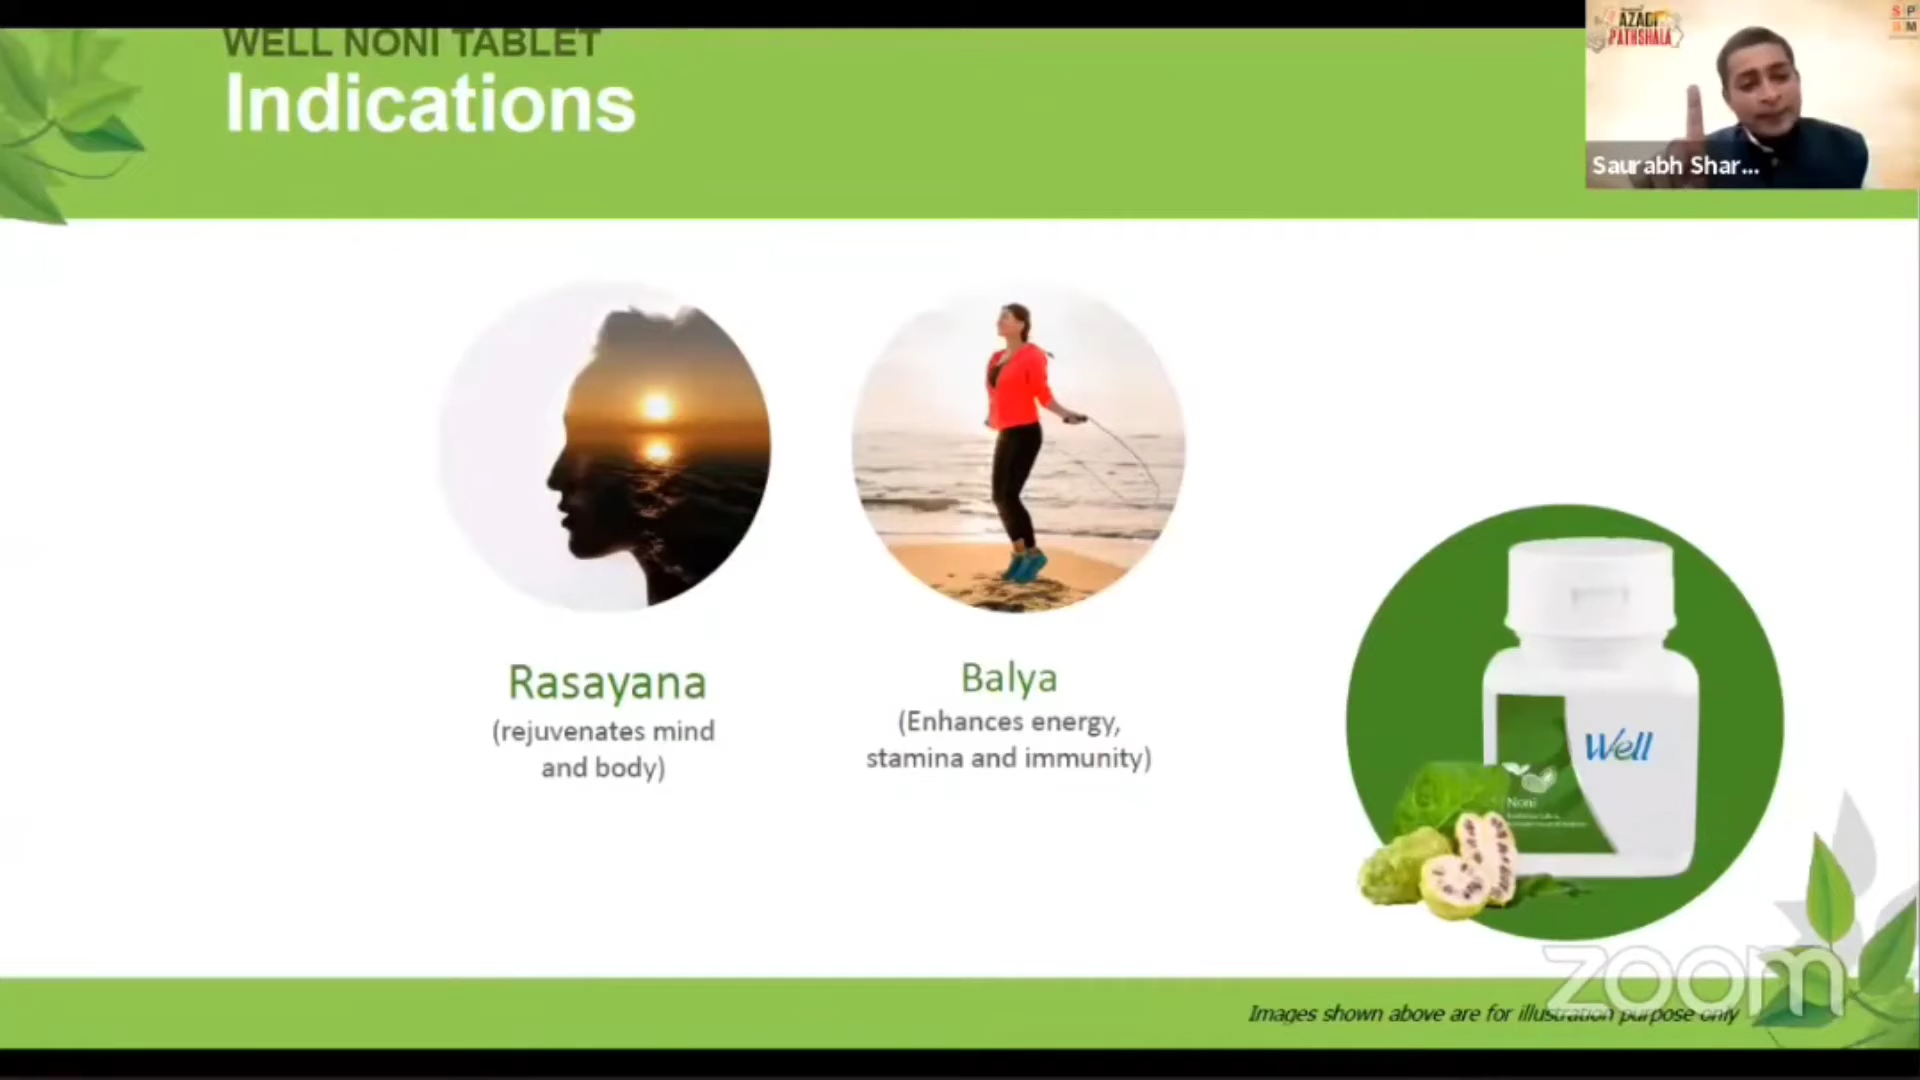 WELL NONI TABLET
Indications
AZADI
PATHSHALA
S P
M
Saurabh Shar...
Rasayana
(rejuvenates mind
and body)
Balya
(Enhances energy,
stamina and immunity)
Well
Noni
zoom
Images shown above are for illustration purpose only